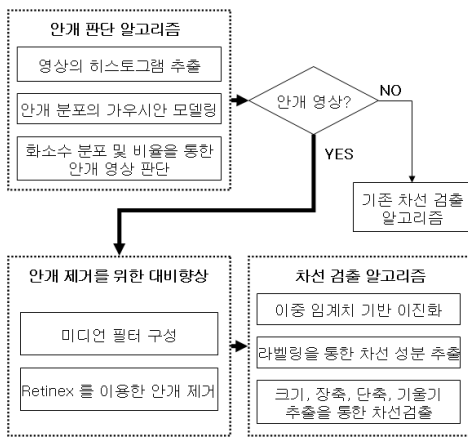 안개 판단 알고리즘
영상의 히스토그램 추출
안개 분포의 가우시안 모델링
화소수 분포 및 비율을 통한
안개 영상 판단
안개 영상?
NO
YES
기존 차선 검출
알고리즘
안개 제거를 위한 대비향상
미디언 필터 구성
Retinex 를 이용한 안개 제거
차선 검출 알고리즘
이중 임계치 기반 이진화
라벨링을 통한 차선 성분 추출
크기, 장축, 단축, 기울기
추출을 통한 차선검출